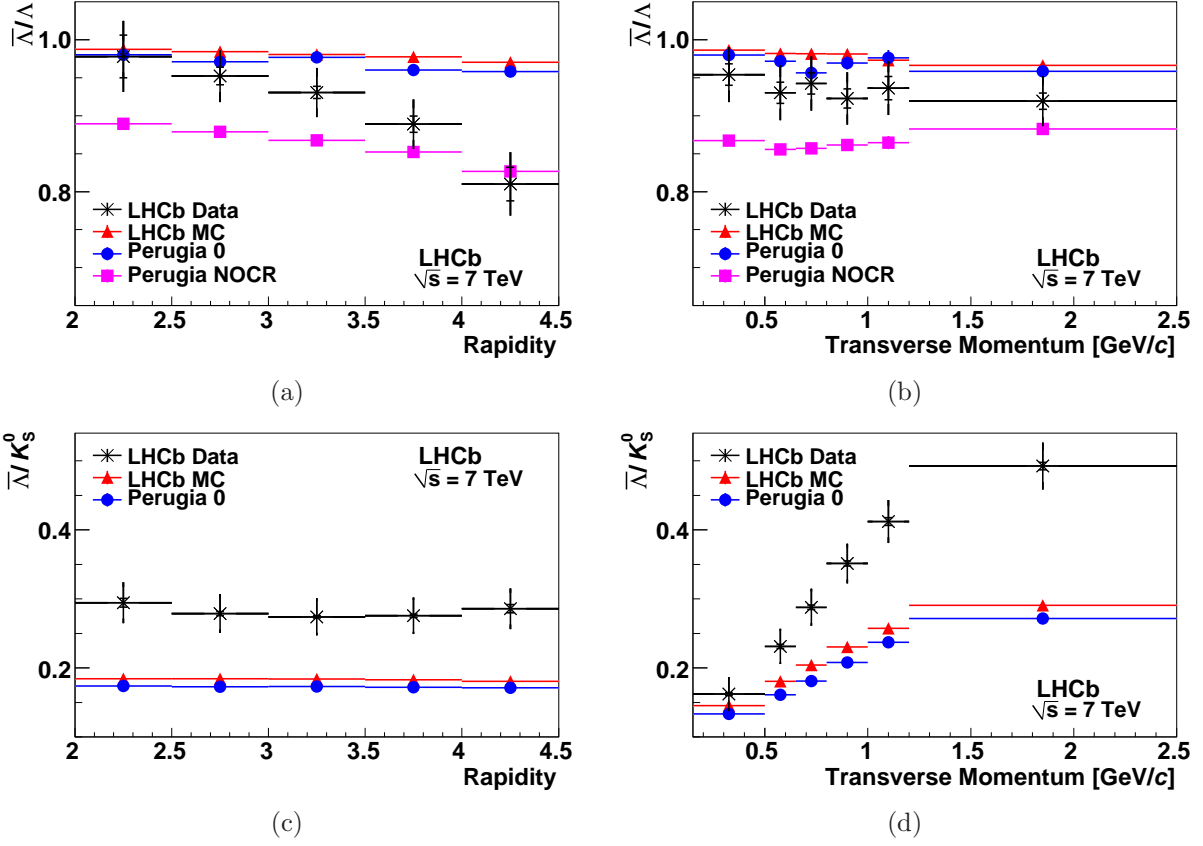 Λ̅/Λ
1.0
0.8
LHCb Data
LHCb MC
Perugia 0
Perugia NOCR
LHCb
√s = 7 TeV
2 2.5 3 3.5 4 4.5
Rapidity
(a)
Λ̅/Λ
1.0
0.8
LHCb Data
LHCb MC
Perugia 0
Perugia NOCR
LHCb
√s = 7 TeV
0.5 1 1.5 2 2.5
Transverse Momentum [GeV/c]
(b)
Λ̅/K⁰S
0.4
0.2
LHCb Data
LHCb MC
Perugia 0
LHCb
√s = 7 TeV
2 2.5 3 3.5 4 4.5
Rapidity
(c)
Λ̅/K⁰S
0.4
0.2
LHCb Data
LHCb MC
Perugia 0
LHCb
√s = 7 TeV
0.5 1 1.5 2 2.5
Transverse Momentum [GeV/c]
(d)